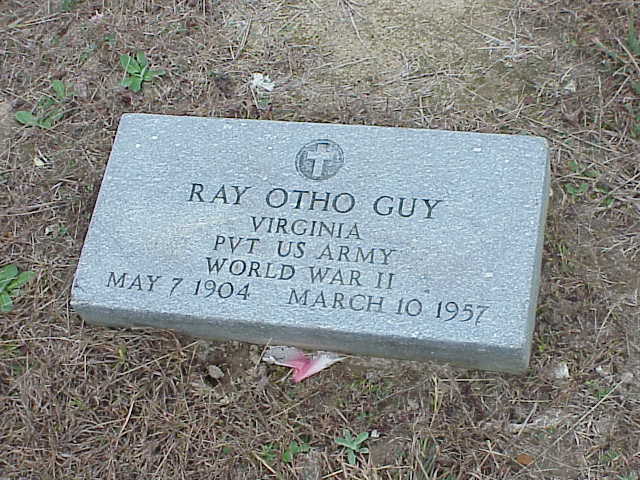 RAY OTHO GUY
VIRGINIA
PVT US ARMY
WORLD WAR II
MAY 7 1904 MARCH 10 1957